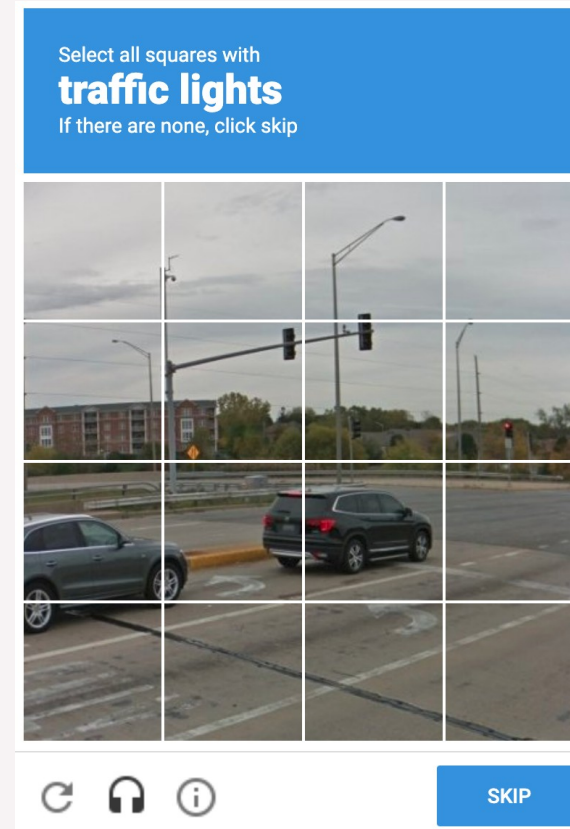 Select all squares with
traffic lights
If there are none, click skip
SKIP